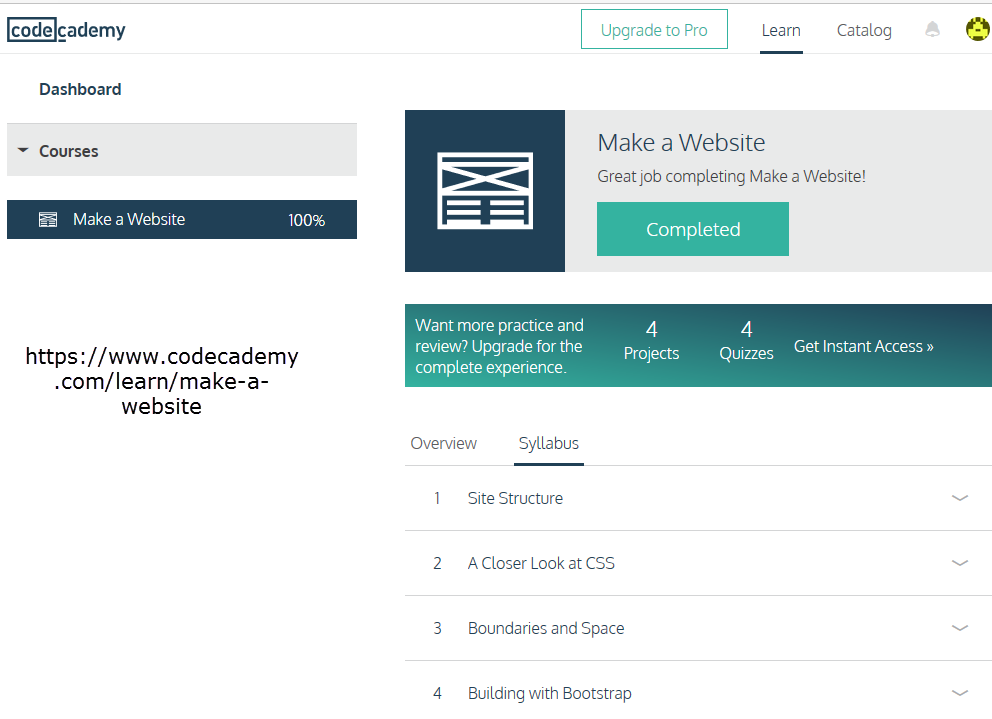 codecademy
Upgrade to Pro
Learn
Catalog
Dashboard
Courses
Make a Website 100%
https://www.codecademy
.com/learn/make-a-
website
Make a Website
Great job completing Make a Website!
Completed
Want more practice and
review? Upgrade for the
complete experience.
4
Projects
4
Quizzes
Get Instant Access »
Overview
Syllabus
1 Site Structure
2 A Closer Look at CSS
3 Boundaries and Space
4 Building with Bootstrap